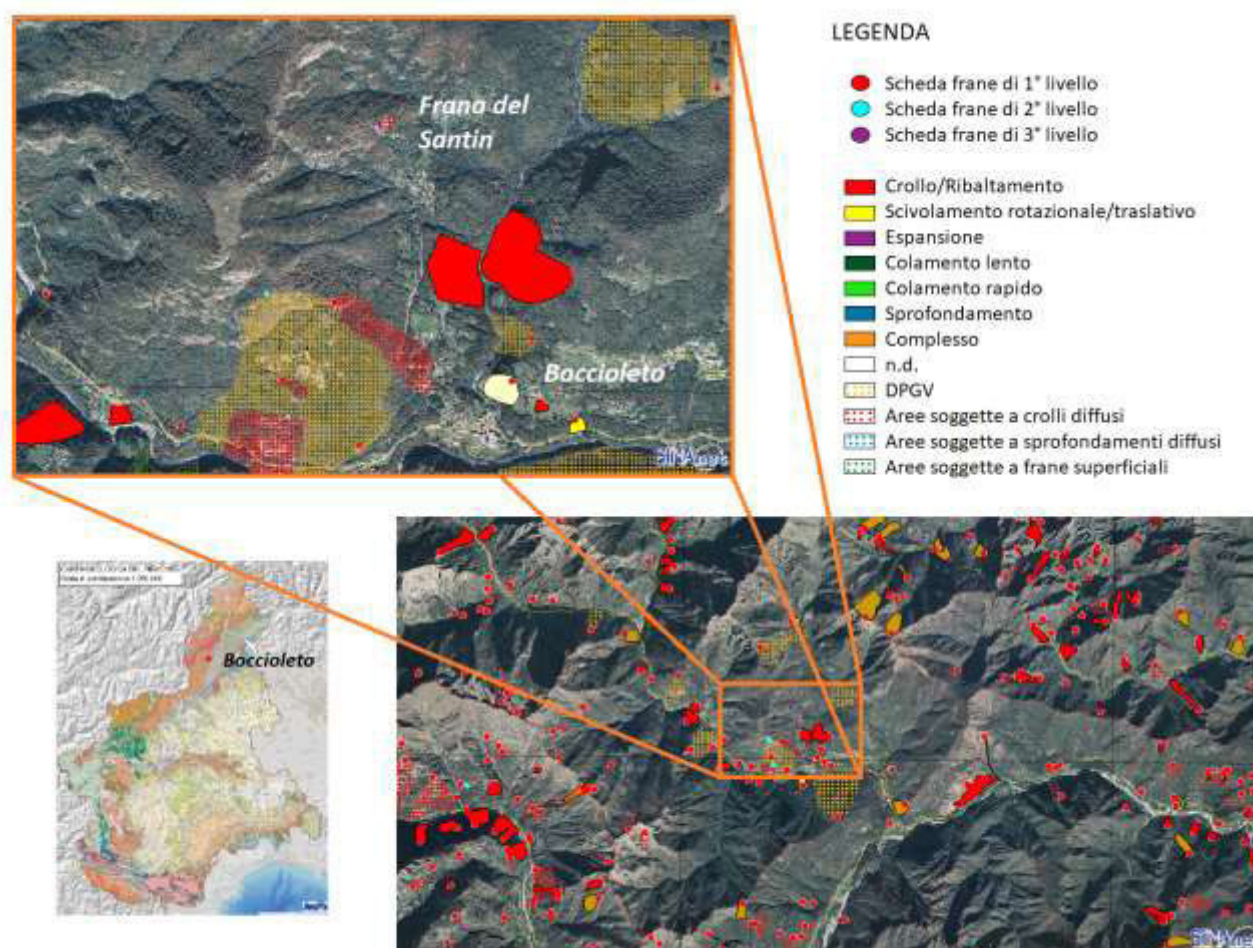 Frana del
Santin
Boccioleto
LEGENDA
Scheda frane di 1° livello
Scheda frane di 2° livello
Scheda frane di 3° livello
Crollo/Ribaltamento
Scivolamento rotazionale/traslativo
Espansione
Colamento lento
Colamento rapido
Sprofondamento
Complesso
n.d.
DPGV
Aree soggette a crolli diffusi
Aree soggette a sprofondamenti diffusi
Aree soggette a frane superficiali
Boccioleto